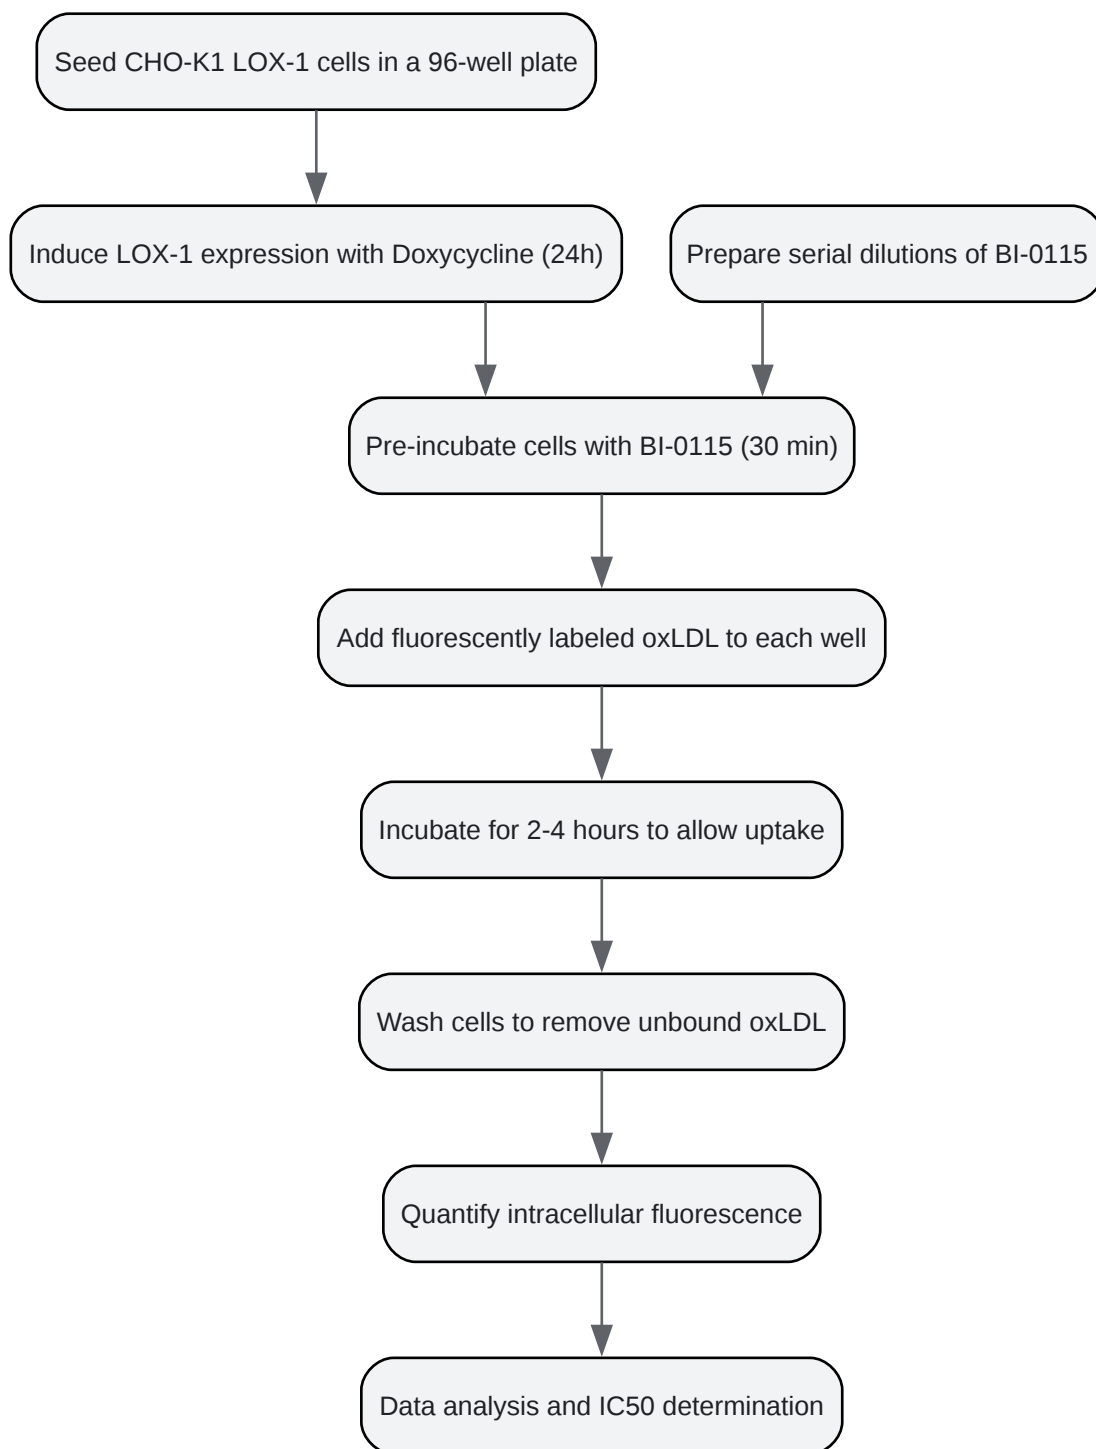 Seed CHO-K1 LOX-1 cells in a 96-well plate
Induce LOX-1 expression with Doxycycline (24h)
Prepare serial dilutions of BI-0115
Pre-incubate cells with BI-0115 (30 min)
Add fluorescently labeled oxLDL to each well
Incubate for 2-4 hours to allow uptake
Wash cells to remove unbound oxLDL
Quantify intracellular fluorescence
Data analysis and IC50 determination